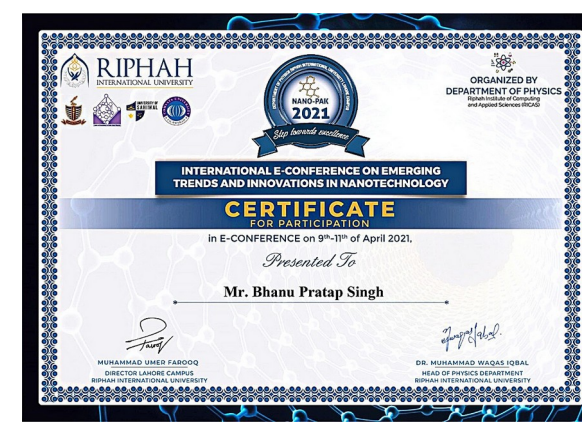 RIPHAH
INTERNATIONAL UNIVERSITY
UNIVERSITY OF
SAHIWAL
NANO-PAK
2021
Step towards excellence
ORGANIZED BY
DEPARTMENT OF PHYSICS
Riphah Institute of Computing
and Applied Sciences (RICAS)
INTERNATIONAL E-CONFERENCE ON EMERGING
TRENDS AND INNOVATIONS IN NANOTECHNOLOGY
CERTIFICATE
FOR PARTICIPATION
in E-CONFERENCE on 9th-11th of April 2021,
Presented To
Mr. Bhanu Pratap Singh
MUHAMMAD UMER FAROOQ
DIRECTOR LAHORE CAMPUS
RIPHAH INTERNATIONAL UNIVERSITY
DR. MUHAMMAD WAQAS IQBAL
HEAD OF PHYSICS DEPARTMENT
RIPHAH INTERNATIONAL UNIVERSITY